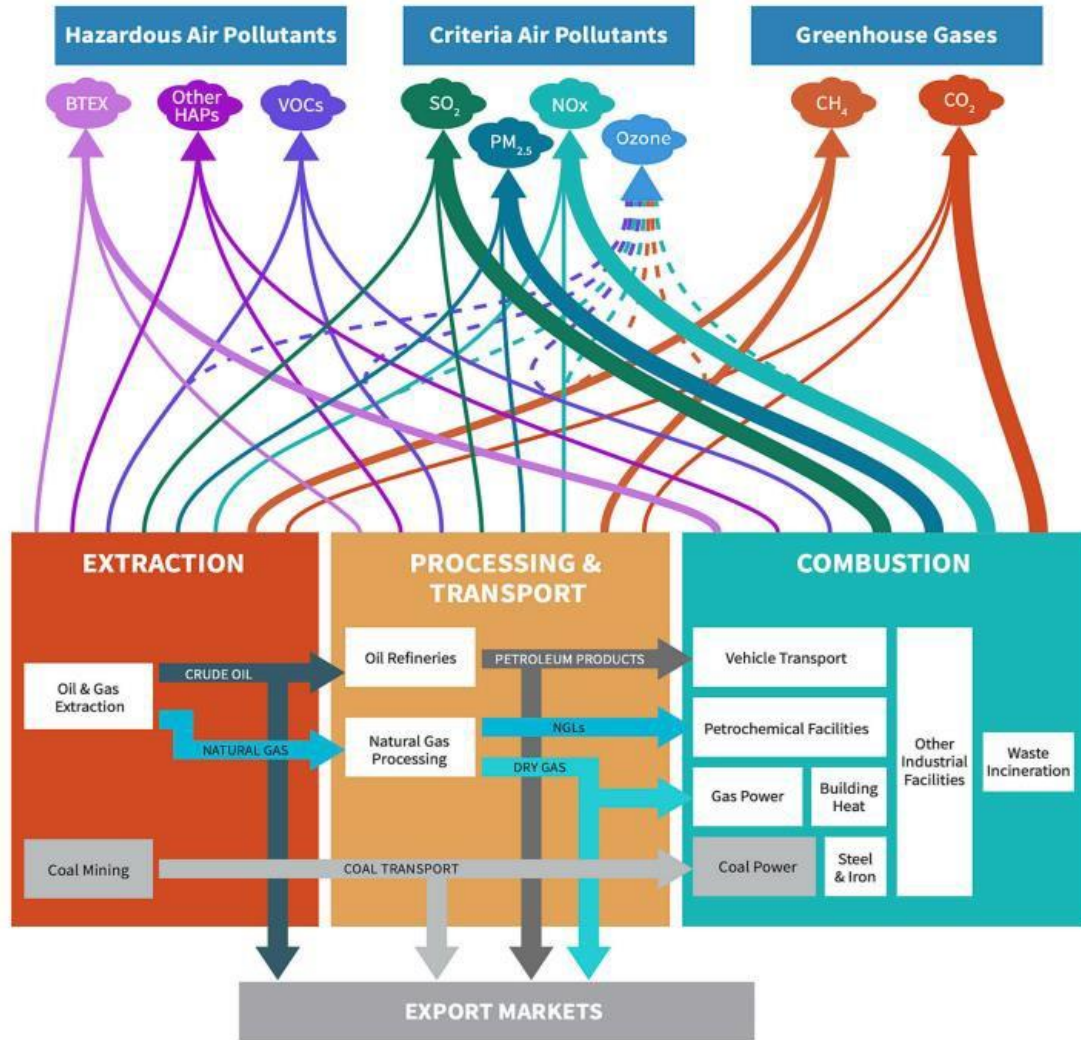 Hazardous Air Pollutants
Criteria Air Pollutants
Greenhouse Gases
BTEX
Other
HAPs
VOCs
SO₂
PM₂.₅
NOx
Ozone
CH₄
CO₂
EXTRACTION
Oil & Gas
Extraction
CRUDE OIL
NATURAL GAS
Coal Mining
PROCESSING &
TRANSPORT
Oil Refineries
PETROLEUM PRODUCTS
Natural Gas
Processing
NGLs
DRY GAS
COAL TRANSPORT
COMBUSTION
Vehicle Transport
Petrochemical Facilities
Gas Power
Building
Heat
Coal Power
Steel
& Iron
Other
Industrial
Facilities
Waste
Incineration
EXPORT MARKETS